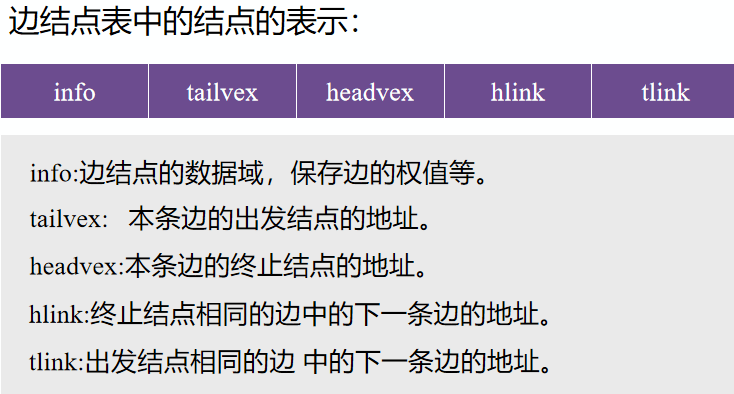 边结点表中的结点的表示：
info tailvex headvex hlink tlink
info:边结点的数据域，保存边的权值等。
tailvex: 本条边的出发结点的地址。
headvex:本条边的终止结点的地址。
hlink:终止结点相同的边中的下一条边的地址。
tlink:出发结点相同的边 中的下一条边的地址。